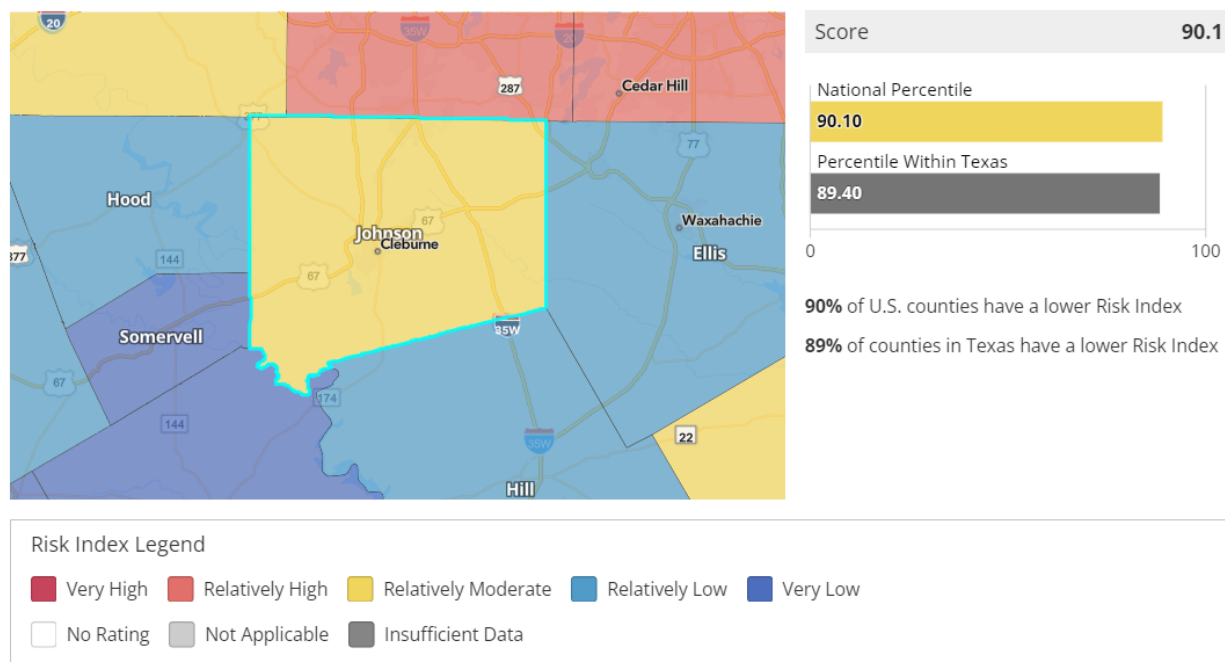 20
35W
20
287
Cedar Hill
377
77
Hood
Johnson
67
Cleburne
Waxahachie
Ellis
377
144
67
Somervell
35W
67
174
144
22
35W
Hill
Score 90.1
National Percentile
90.10
Percentile Within Texas
89.40
0 100
90% of U.S. counties have a lower Risk Index
89% of counties in Texas have a lower Risk Index
Risk Index Legend
Very High Relatively High Relatively Moderate Relatively Low Very Low
No Rating Not Applicable Insufficient Data